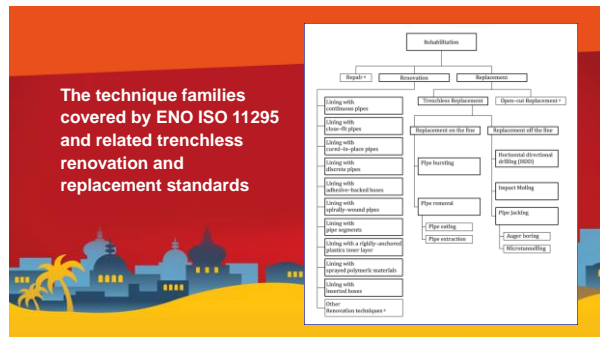 The technique families
covered by ENO ISO 11295
and related trenchless
renovation and
replacement standards
Rehabilitation
Repair a
Renovation
Replacement
Lining with
continuous pipes
Lining with
close-fit pipes
Lining with
cured-in-place pipes
Lining with
discrete pipes
Lining with
adhesive-backed hoses
Lining with
spirally-wound pipes
Lining with
pipe segments
Lining with a rigidly-anchored
plastics inner layer
Lining with
sprayed polymeric materials
Lining with
inserted hoses
Other
Renovation techniques a
Trenchless Replacement
Open-cut Replacement a
Replacement on the line
Replacement off the line
Pipe bursting
Pipe removal
Pipe eating
Pipe extraction
Horizontal directional
drilling (HDD)
Impact Moling
Pipe Jacking
Auger boring
Microtunnelling